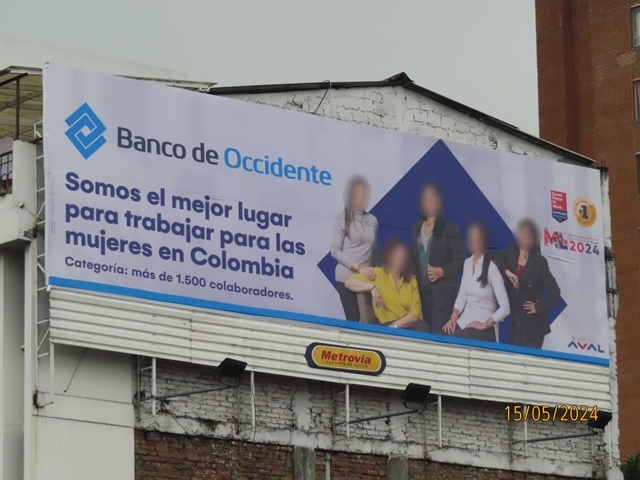 Banco de Occidente
Somos el mejor lugar
para trabajar para las
mujeres en Colombia
Categoría: más de 1.500 colaboradores.
2024
AVAL
Metrovia
15/05/2024